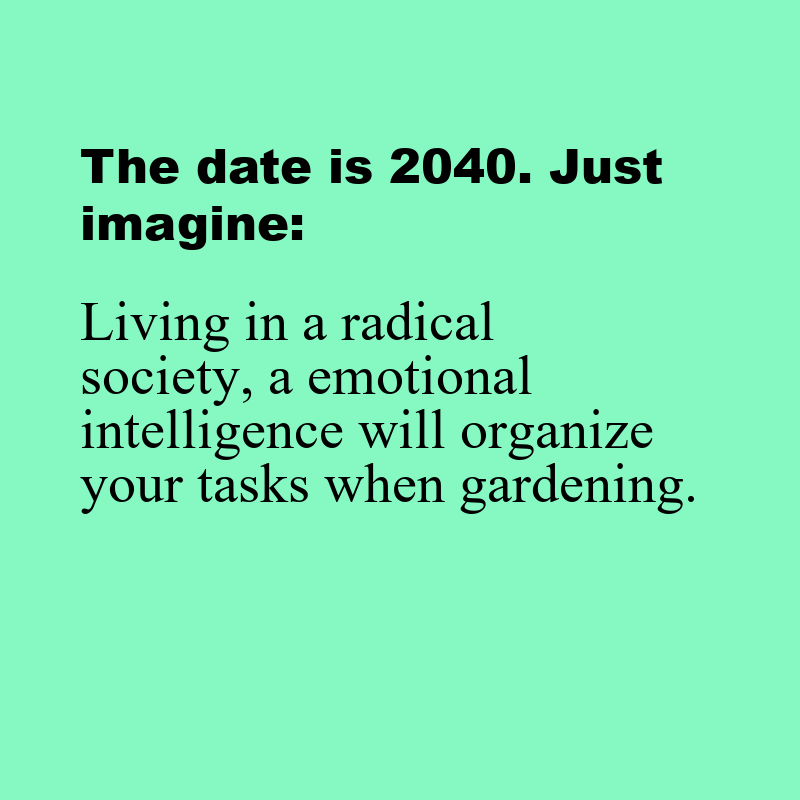 The date is 2040. Just
imagine:
Living in a radical
society, a emotional
intelligence will organize
your tasks when gardening.